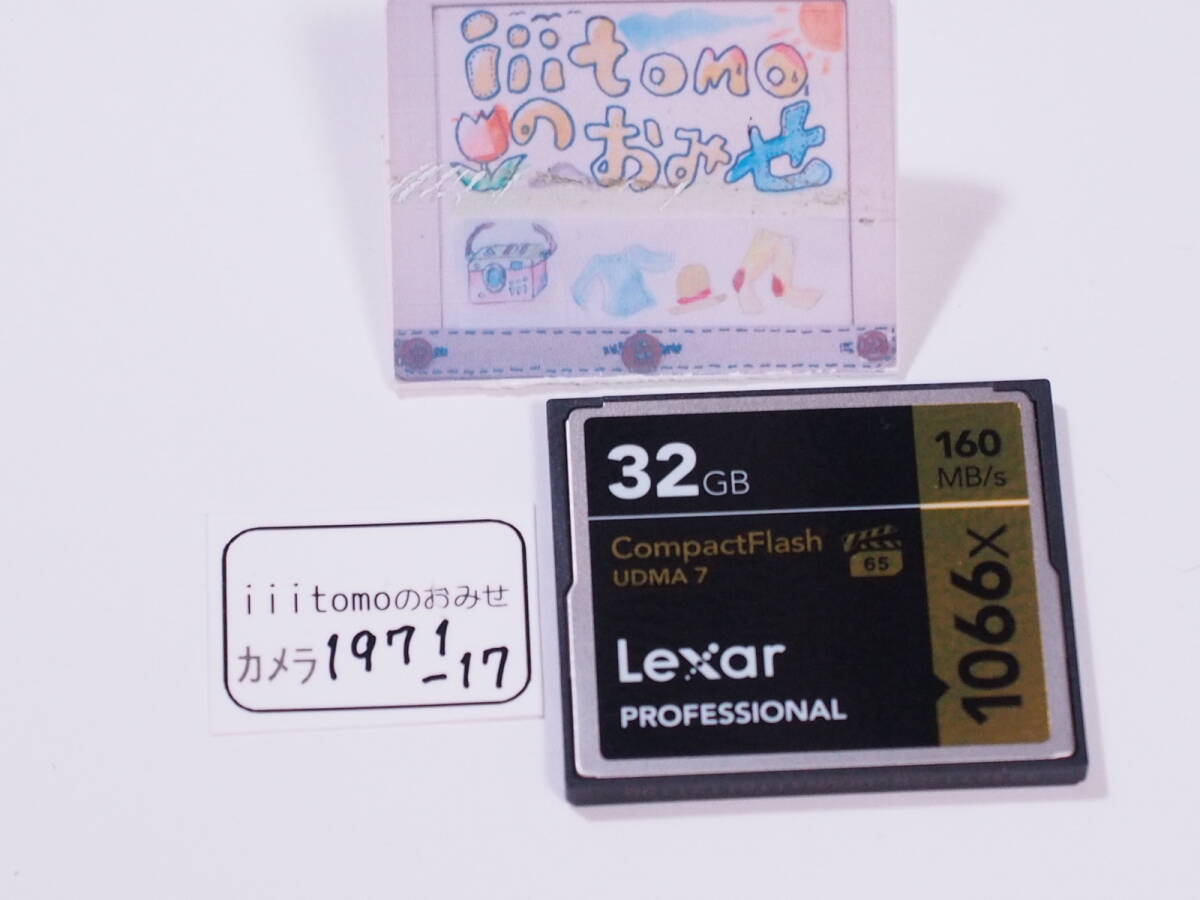 iiitomo
のおみせ
32GB
160
MB/s
CompactFlash
65
UDMA 7
1066x
Lexar
PROFESSIONAL
iiitomoのおみせ
カメラ1971
-17